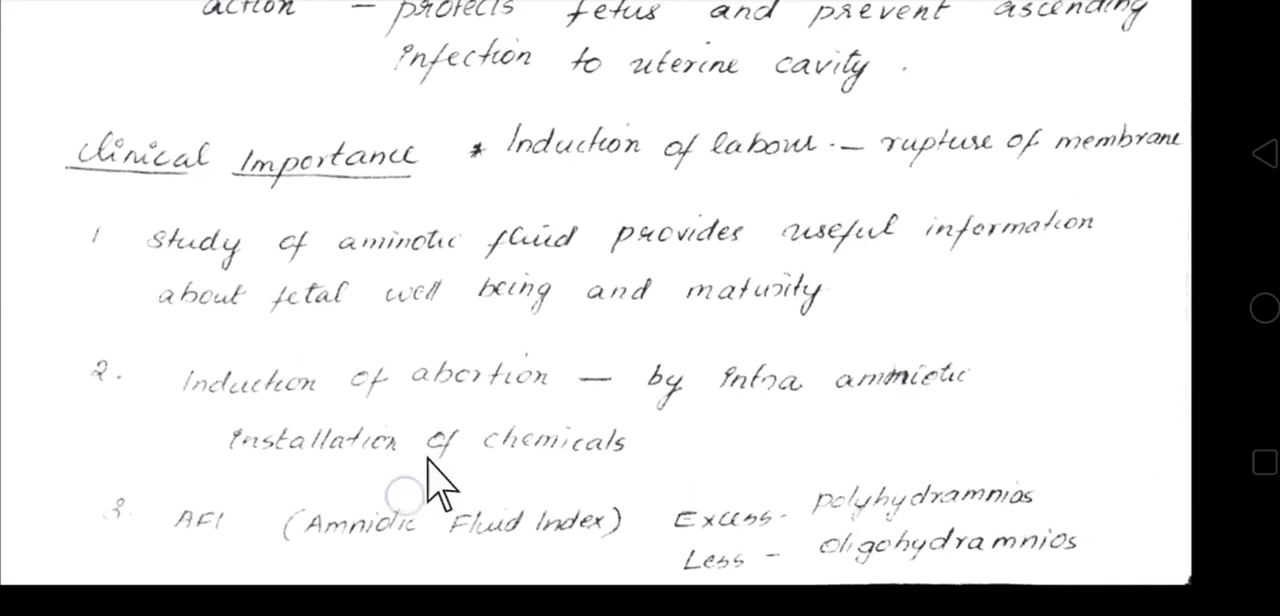 action — protects fetus and prevent ascending
infection to uterine cavity .
Clinical Importance * Induction of labour. — rupture of membrane
1 Study of aminotic fluid provides useful information
about fetal well being and maturity
2. Induction of abortion — by intra amniotic
installation of chemicals
3. AFI (Amniotic Fluid Index) Excess - polyhydramnios
Less - oligohydramnios